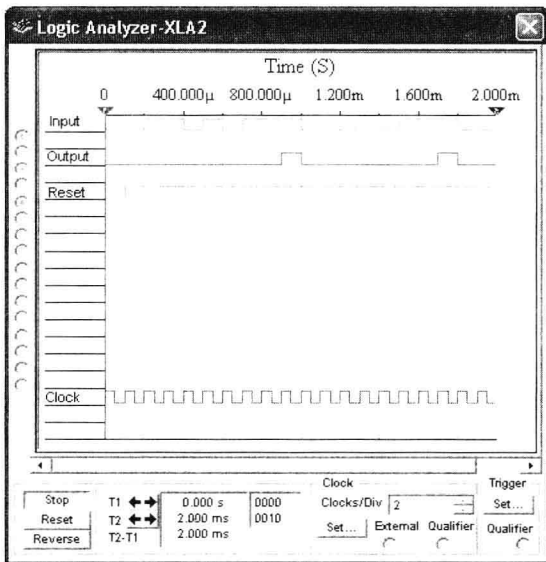 Logic Analyzer-XLA2
Time (S)
0 400.000μ 800.000μ 1.200m 1.600m 2.000m
Input
Output
Reset
Clock
Clock Trigger
Stop T1 0.000 s 0000 Clocks/Div 2 Set...
Reset T2 2.000 ms 0010 Set... External Qualifier Qualifier
Reverse T2-T1 2.000 ms